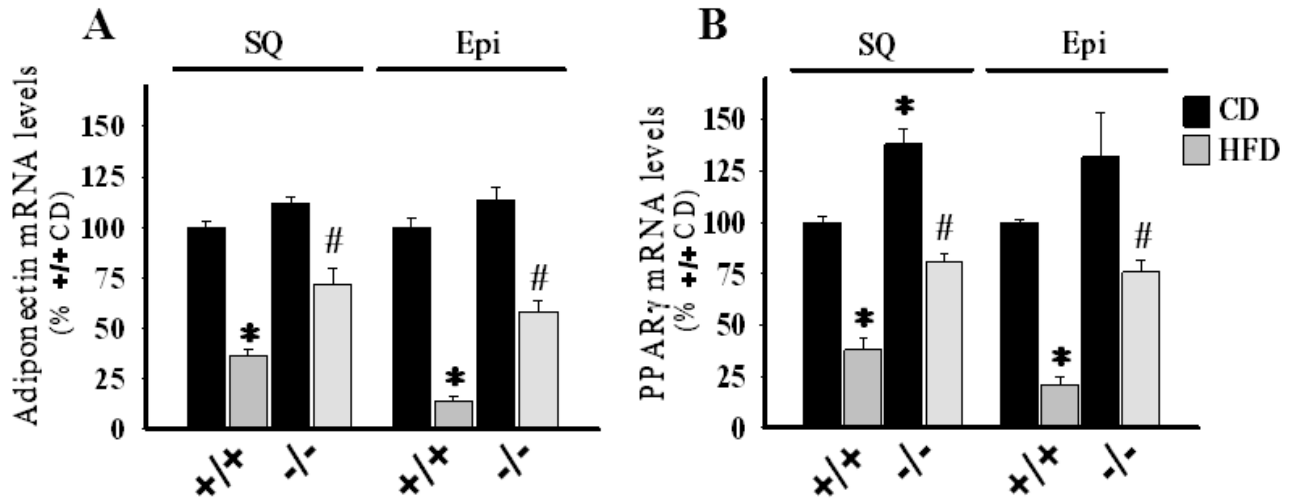 A
SQ
Epi
Adiponectin mRNA levels
(% +/+ CD)
150
125
100
75
50
25
0
*
#
*
#
+/+
-/-
+/+
-/-
B
SQ
Epi
PPARγ mRNA levels
(% +/+ CD)
150
125
100
75
50
25
0
*
*
#
*
#
+/+
-/-
+/+
-/-
CD
HFD